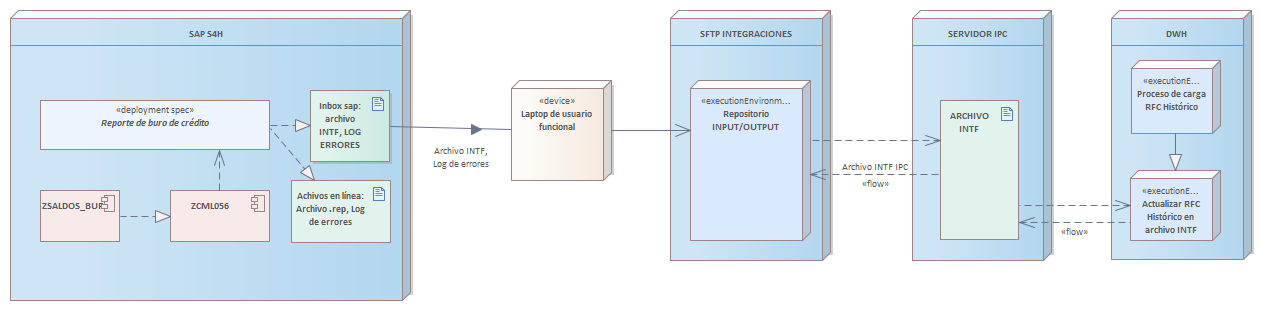 SAP S4H
«deployment spec»
Reporte de buro de crédito
Inbox sap:
archivo
INTF, LOG
ERRORES
ZSALDOS_BUR
ZCML056
Achivos en línea:
Archivo .rep, Log
de errores
Archivo INTF,
Log de errores
«device»
Laptop de usuario
funcional
SFTP INTEGRACIONES
«executionEnvironm...
Repositorio
INPUT/OUTPUT
Archivo INTF IPC
«flow»
SERVIDOR IPC
ARCHIVO
INTF
«flow»
DWH
«executionE...
Proceso de carga
RFC Histórico
«executionE...
Actualizar RFC
Histórico en
archivo INTF